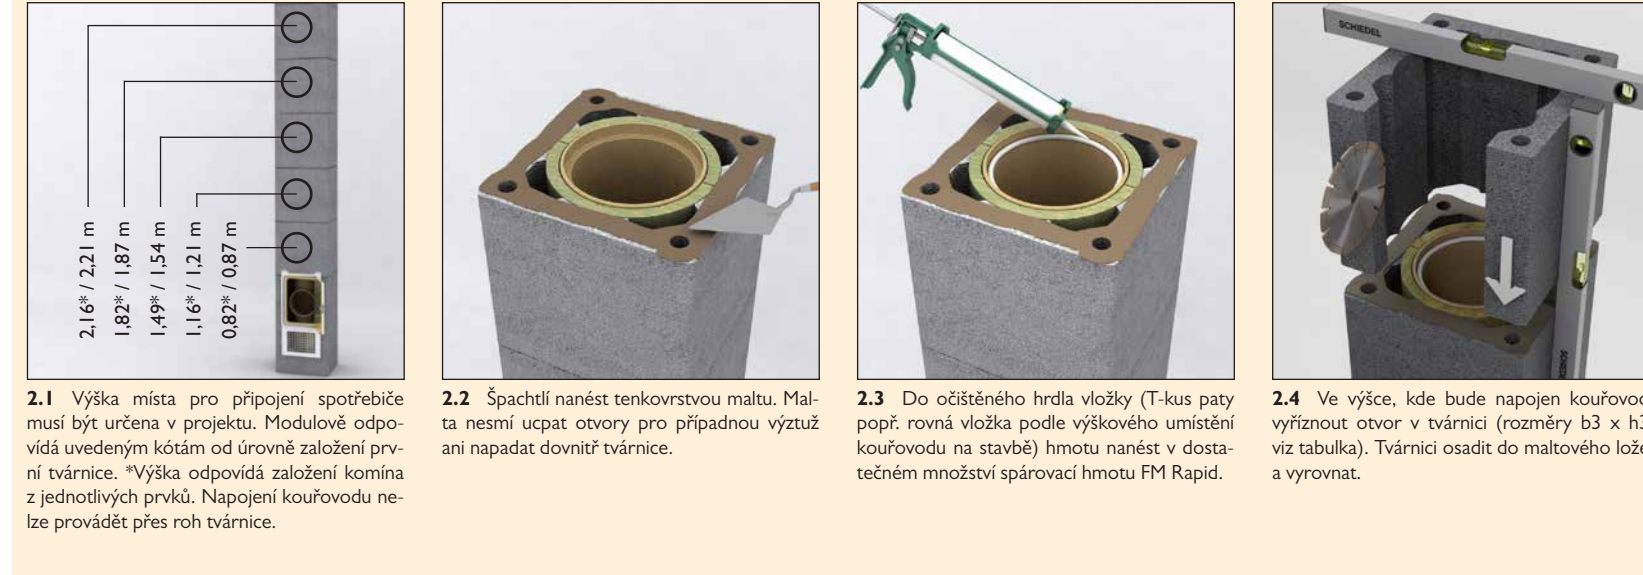 2,16* / 2,21 m
1,82* / 1,87 m
1,49* / 1,54 m
1,16* / 1,21 m
0,82* / 0,87 m
2.1 Výška místa pro připojení spotřebiče
musí být určena v projektu. Modulově odpo-
vídá uvedeným kótám od úrovně založení prv-
ní tvárnice. *Výška odpovídá založení komína
z jednotlivých prvků. Napojení kouřovodu ne-
lze provádět přes roh tvárnice.
2.2 Špachtlí nanést tenkovrstvou maltu. Mal-
ta nesmí ucpat otvory pro případnou výztuž
ani napadat dovnitř tvárnice.
2.3 Do očištěného hrdla vložky (T-kus paty
popř. rovná vložka podle výškového umístění
kouřovodu na stavbě) hmotu nanést v dosta-
tečném množství spárovací hmotu FM Rapid.
SCHIEDEL
SCHIEDEL
2.4 Ve výšce, kde bude napojen kouřovod
vyříznout otvor v tvárnici (rozměry b3 x h3
viz tabulka). Tvárnici osadit do maltového lože
a vyrovnat.